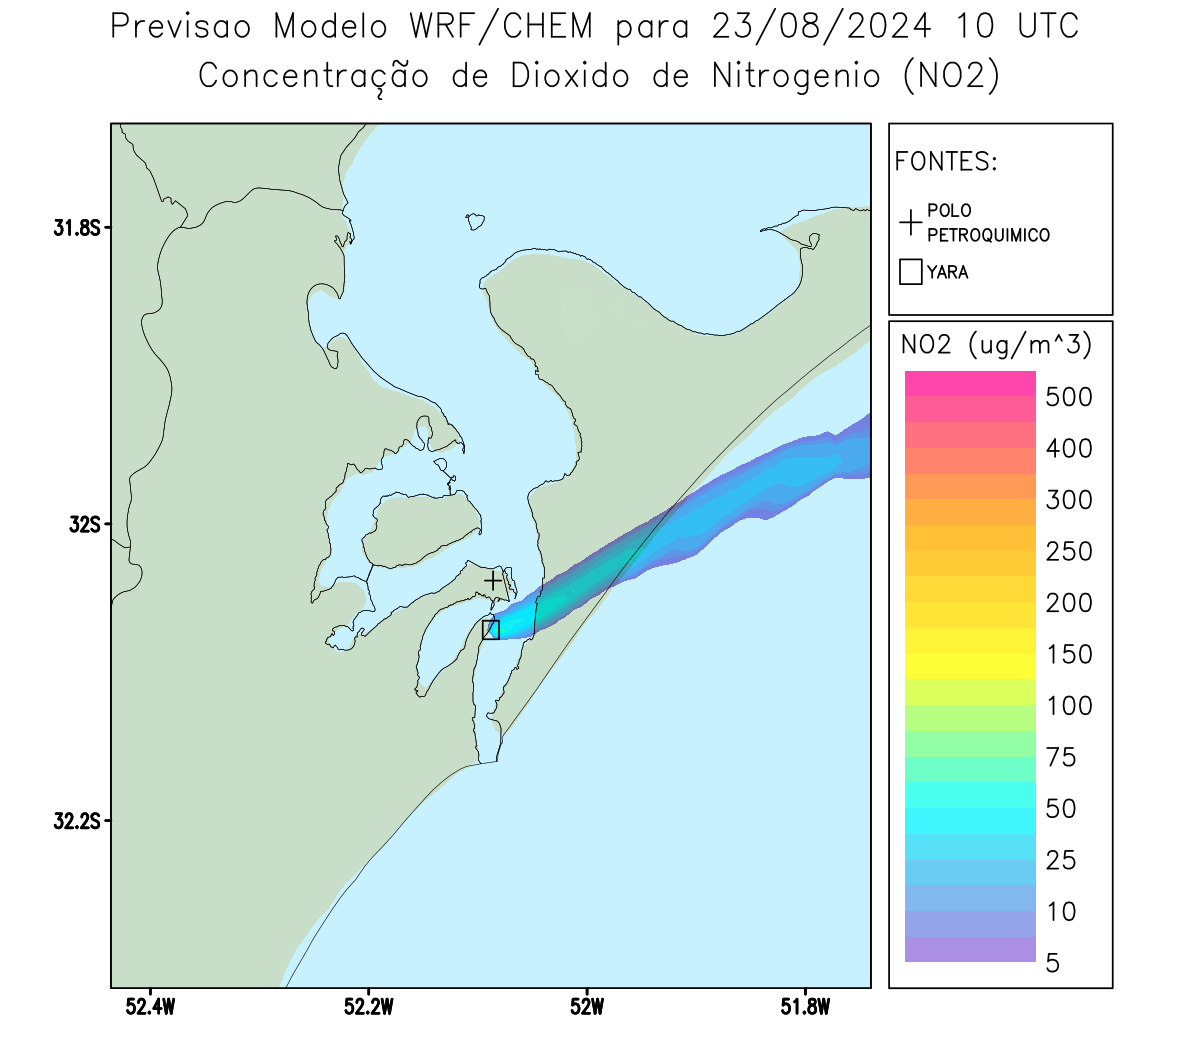 Previsao Modelo WRF/CHEM para 23/08/2024 10 UTC
Concentração de Dioxido de Nitrogenio (NO2)
FONTES:
POLO
PETROQUIMICO
YARA
NO2 (ug/m^3)
500
400
300
250
200
150
100
75
50
25
10
5
31.8S
32S
32.2S
52.4W
52.2W
52W
51.8W